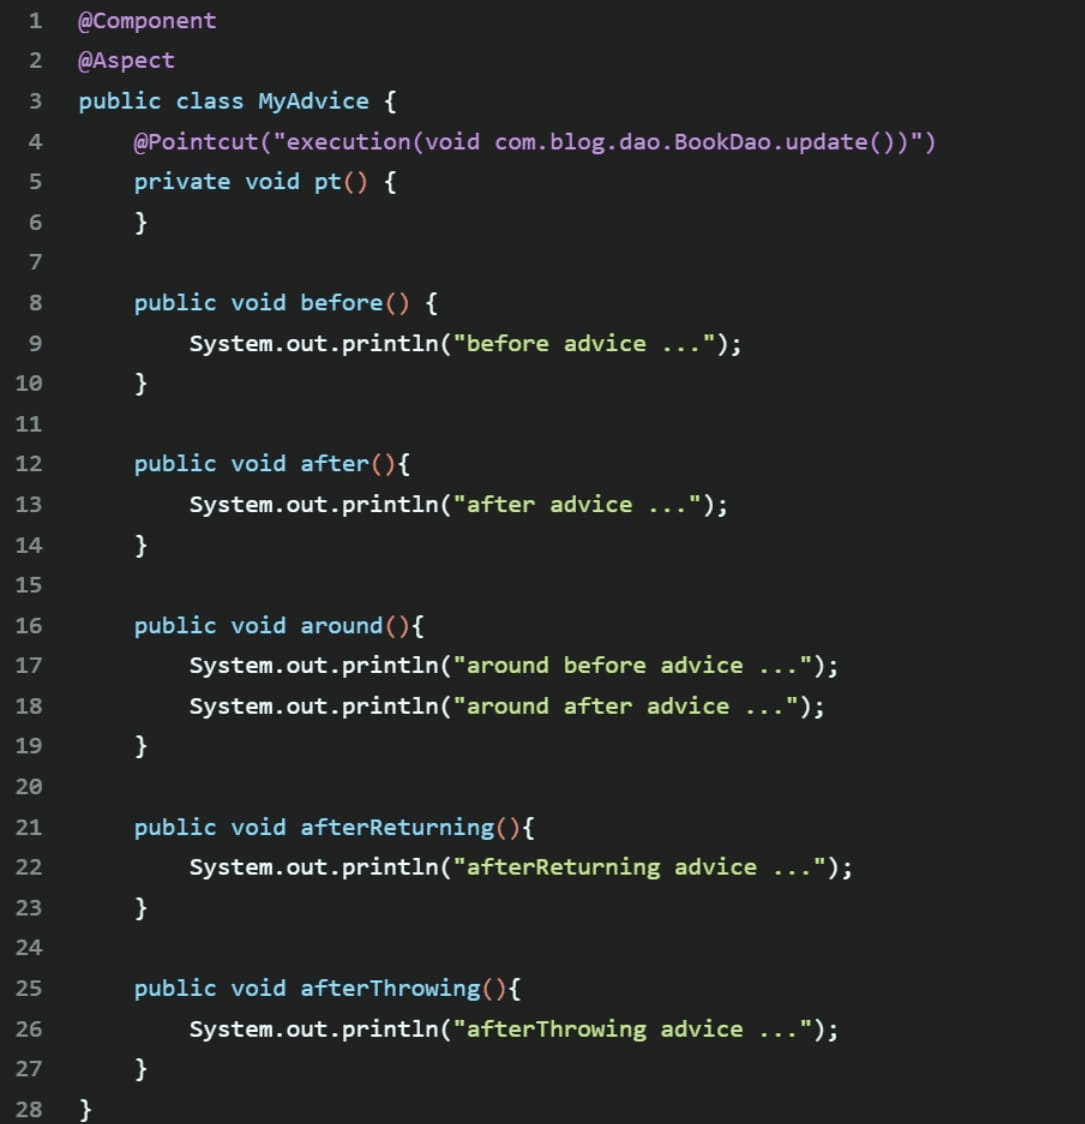 1 @Component
2 @Aspect
3 public class MyAdvice {
4     @Pointcut("execution(void com.blog.dao.BookDao.update())")
5     private void pt() {
6     }
7
8     public void before() {
9         System.out.println("before advice ...");
10     }
11
12     public void after(){
13         System.out.println("after advice ...");
14     }
15
16     public void around(){
17         System.out.println("around before advice ...");
18         System.out.println("around after advice ...");
19     }
20
21     public void afterReturning(){
22         System.out.println("afterReturning advice ...");
23     }
24
25     public void afterThrowing(){
26         System.out.println("afterThrowing advice ...");
27     }
28 }